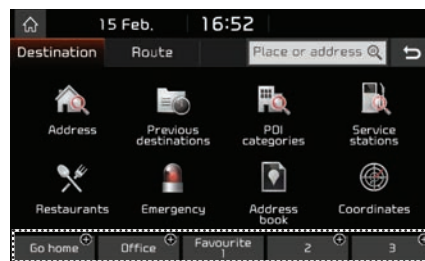 15 Feb. 16:52
Destination Route Place or address
Address Previous destinations POI categories Service stations
Restaurants Emergency Address book Coordinates
Go home Office Favourite 1 2 3